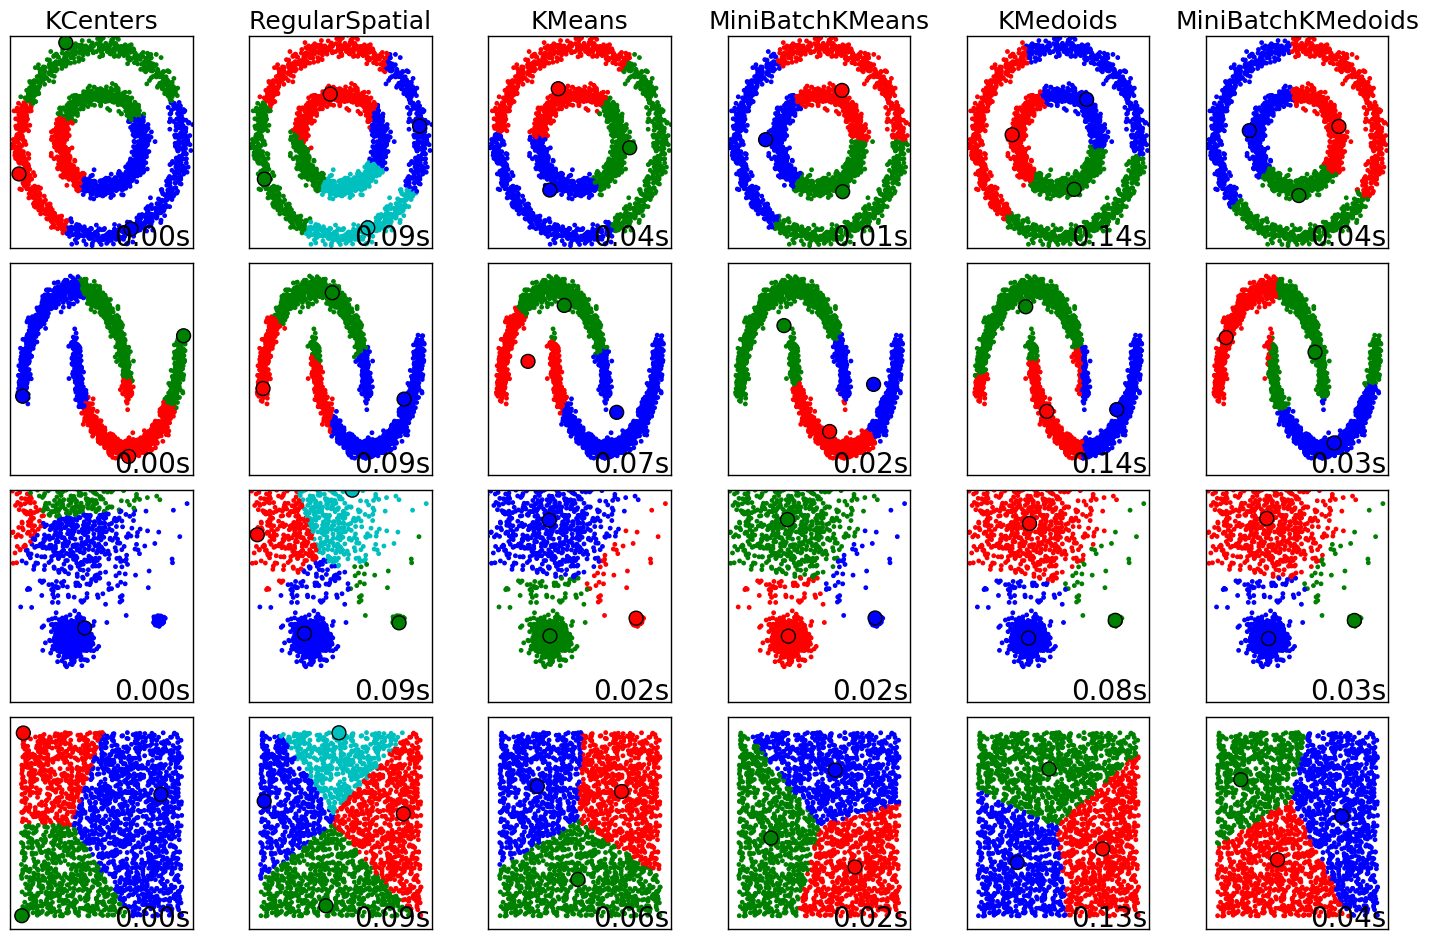 KCenters RegularSpatial KMeans MiniBatchKMeans KMedoids MiniBatchKMedoids
0.00s 0.09s 0.04s 0.01s 0.14s 0.04s
0.00s 0.09s 0.07s 0.02s 0.14s 0.03s
0.00s 0.09s 0.02s 0.02s 0.08s 0.03s
0.00s 0.09s 0.06s 0.02s 0.13s 0.04s